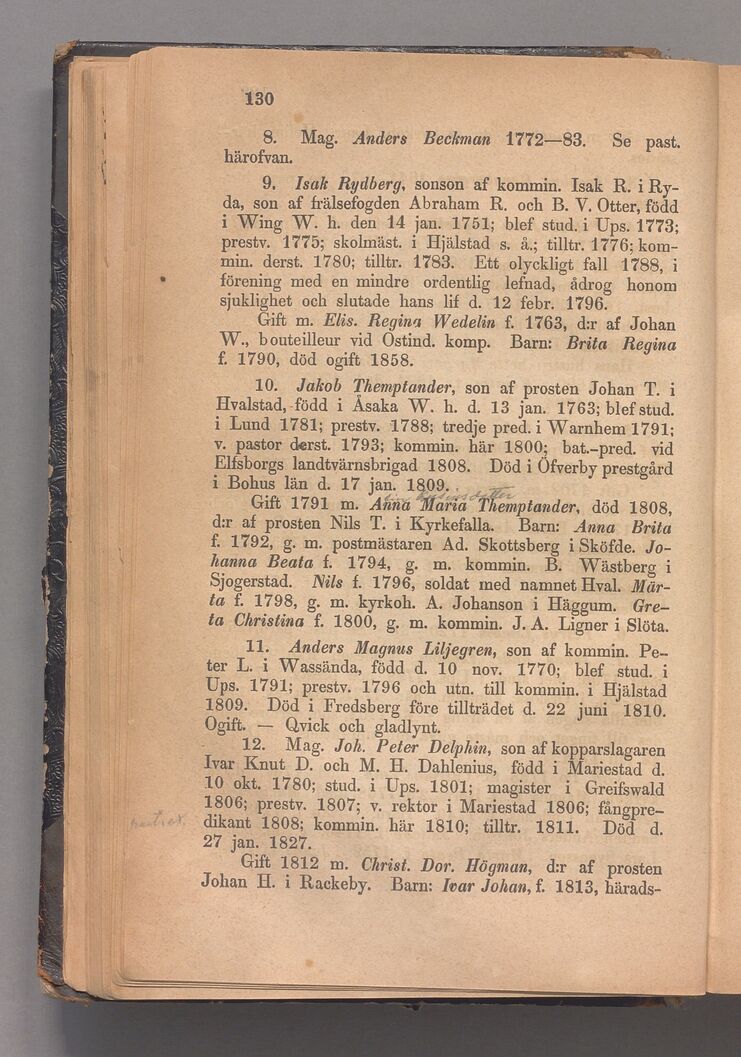 130
8. Mag. Anders Beckman 1772—83. Se past.
härofvan.
9. Isak Rydberg, sonson af kommin. Isak R. i Ry-
da, son af frälsefogden Abraham R. och B. V. Otter, född
i Wing W. h. den 14 jan. 1751; blef stud. i Ups. 1773;
prestv. 1775; skolmäst. i Hjälstad s. å.; tilltr. 1776; kom-
min. derst. 1780; tilltr. 1783. Ett olyckligt fall 1788, i
förening med en mindre ordentlig lefnad, ådrog honom
sjuklighet och slutade hans lif d. 12 febr. 1796.
Gift m. Elis. Regina Wedelin f. 1763, d:r af Johan
W., bouteilleur vid Ostind. komp. Barn: Brita Regina
f. 1790, död ogift 1858.
10. Jakob Themptander, son af prosten Johan T. i
Hvalstad, född i Åsaka W. h. d. 13 jan. 1763; blef stud.
i Lund 1781; prestv. 1788; tredje pred. i Warnhem 1791;
v. pastor derst. 1793; kommin. här 1800; bat.-pred. vid
Elfsborgs landtvärnsbrigad 1808. Död i Öfverby prestgård
i Bohus län d. 17 jan. 1809.
Gift 1791 m. Anna Maria Themptander, död 1808,
d:r af prosten Nils T. i Kyrkefalla. Barn: Anna Brita
f. 1792, g. m. postmästaren Ad. Skottsberg i Sköfde. Jo-
hanna Beata f. 1794, g. m. kommin. B. Wästberg i
Sjogerstad. Nils f. 1796, soldat med namnet Hval. Mär-
ta f. 1798, g. m. kyrkoh. A. Johanson i Häggum. Gre-
ta Christina f. 1800, g. m. kommin. J. A. Ligner i Slöta.
11. Anders Magnus Liljegren, son af kommin. Pe-
ter L. i Wassända, född d. 10 nov. 1770; blef stud. i
Ups. 1791; prestv. 1796 och utn. till kommin. i Hjälstad
1809. Död i Fredsberg före tillträdet d. 22 juni 1810.
Ogift. — Qvick och gladlynt.
12. Mag. Joh. Peter Delphin, son af kopparslagaren
Ivar Knut D. och M. H. Dahlenius, född i Mariestad d.
10 okt. 1780; stud. i Ups. 1801; magister i Greifswald
1806; prestv. 1807; v. rektor i Mariestad 1806; fångpre-
dikant 1808; kommin. här 1810; tilltr. 1811. Död d.
27 jan. 1827.
Gift 1812 m. Christ. Dor. Högman, d:r af prosten
Johan H. i Rackeby. Barn: Ivar Johan, f. 1813, härads-